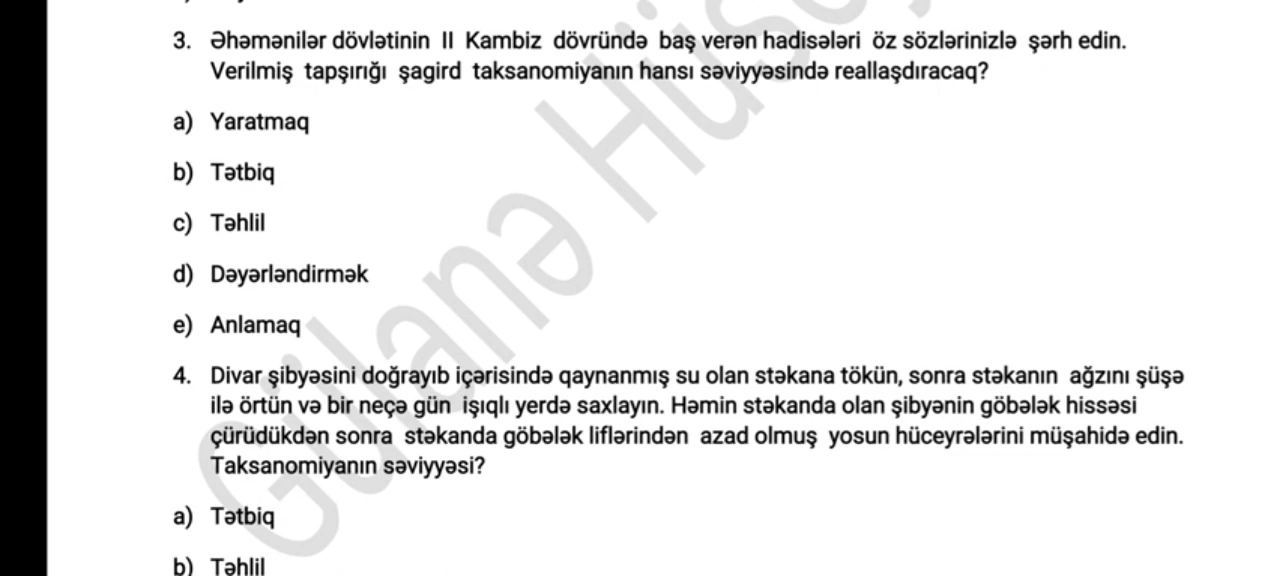 3. Əhəmənilər dövlətinin II Kambiz dövründə baş verən hadisələri öz sözlərinizlə şərh edin.
Verilmiş tapşırığı şagird taksanomiyanın hansı səviyyəsində reallaşdıracaq?
a) Yaratmaq
b) Tətbiq
c) Təhlil
d) Dəyərləndirmək
e) Anlamaq
4. Divar şibyəsini doğrayıb içərisində qaynanmış su olan stəkana tökün, sonra stəkanın ağzını şüşə
ilə örtün və bir neçə gün işıqlı yerdə saxlayın. Həmin stəkanda olan şibyənin göbələk hissəsi
çürüdükdən sonra stəkanda göbələk liflərindən azad olmuş yosun hüceyrələrini müşahidə edin.
Taksanomiyanın səviyyəsi?
a) Tətbiq
b) Təhlil
Gülanə